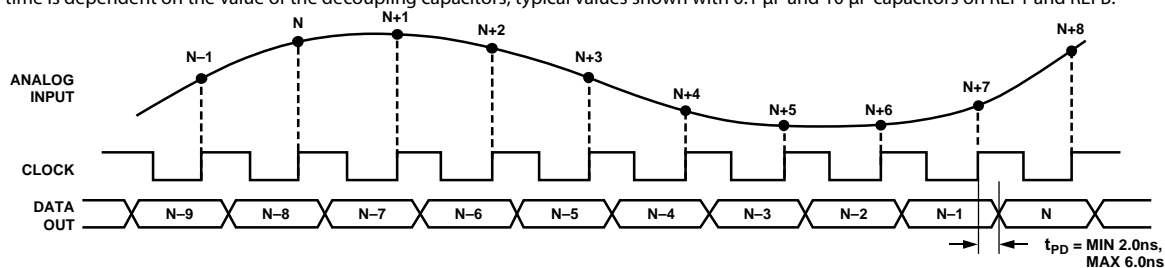 time is dependent on the value of the decoupling capacitors; typical values shown with 0.1 µF and 10 µF capacitors on REFT and REFB.
N–1
N
N+1
N+2
N+3
N+4
N+5
N+6
N+7
N+8
ANALOG
INPUT
CLOCK
DATA
OUT
N–9
N–8
N–7
N–6
N–5
N–4
N–3
N–2
N–1
N
tPD = MIN 2.0ns,
MAX 6.0ns